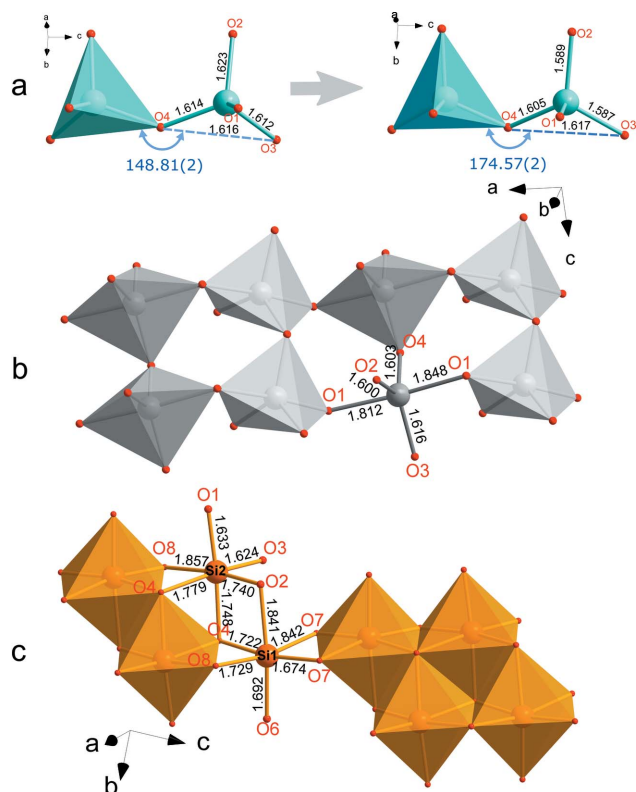 a
c
b
O2
1.623
O4
1.614
O1
1.612
1.616
O3
148.81(2)
a
c
b
O2
1.589
O4
1.605
O1
1.587
1.617
O3
174.57(2)
a
a
b
c
b
O4
1.603
O2
1.600
1.848
O1
O1
1.812
1.616
O3
O1
1.633
O8
1.857
1.624
O3
Si2
O4
1.779
1.740
O2
1.748
1.841
O4
1.722
1.842
O7
Si1
O8
1.729
1.674
O7
1.692
O6
c
a
c
b